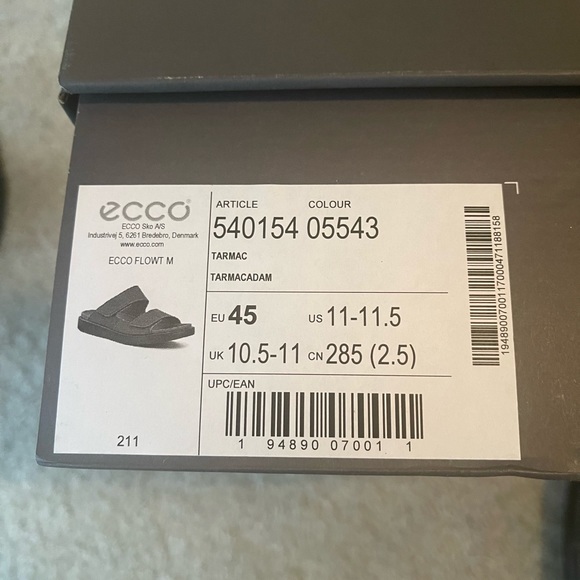 ecco
ECCO Sko A/S
Industrivej 5, 6261 Bredebro, Denmark
www.ecco.com
ECCO FLOWT M
211
ARTICLE COLOUR
540154 05543
TARMAC
TARMACADAM
EU 45 US 11-11.5
UK 10.5-11 CN 285 (2.5)
UPC/EAN
1 94890 07001 1
1948900700117000471188158